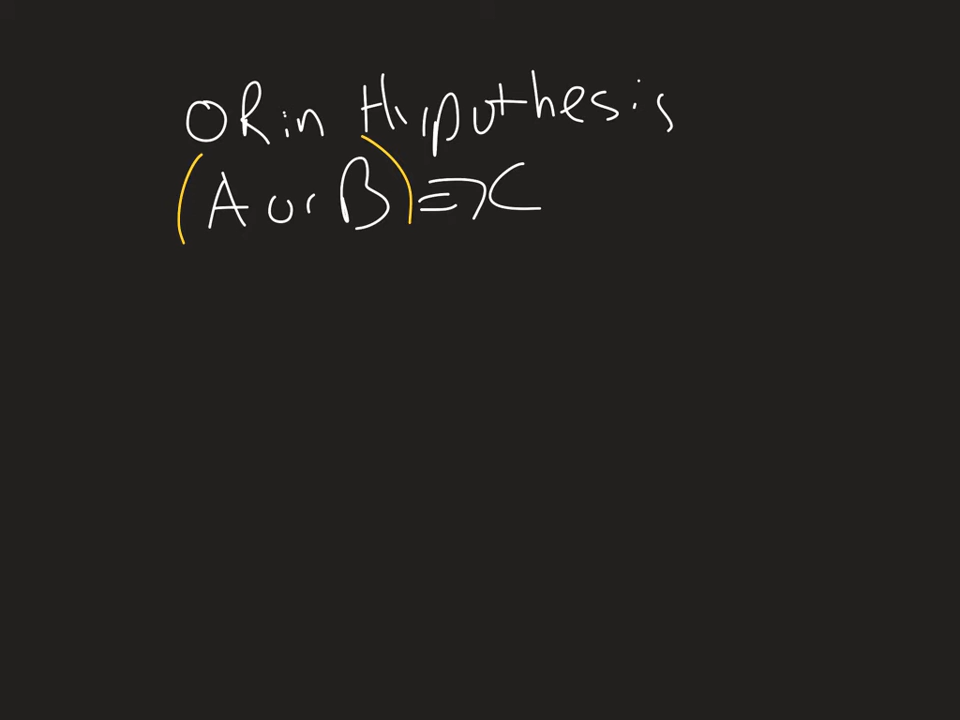 OR in Hypothesis
(A or B) => C